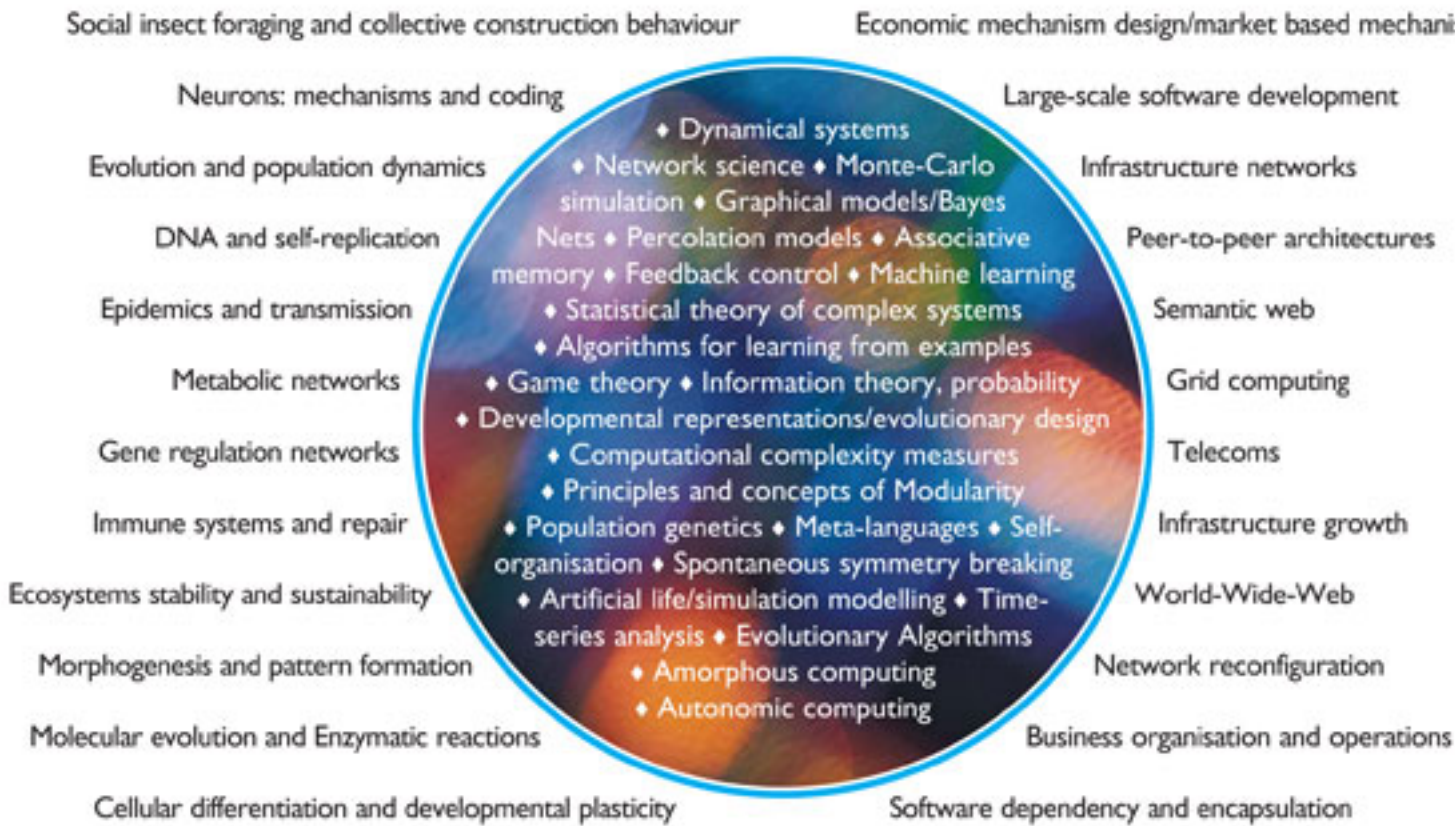 Social insect foraging and collective construction behaviour
Economic mechanism design/market based mechani
Neurons: mechanisms and coding
Large-scale software development
Evolution and population dynamics
Infrastructure networks
DNA and self-replication
Peer-to-peer architectures
Epidemics and transmission
Semantic web
Metabolic networks
Grid computing
Gene regulation networks
Telecoms
Immune systems and repair
Infrastructure growth
Ecosystems stability and sustainability
World-Wide-Web
Morphogenesis and pattern formation
Network reconfiguration
Molecular evolution and Enzymatic reactions
Business organisation and operations
Cellular differentiation and developmental plasticity
Software dependency and encapsulation
♦ Dynamical systems
♦ Network science ♦ Monte-Carlo
simulation ♦ Graphical models/Bayes
Nets ♦ Percolation models ♦ Associative
memory ♦ Feedback control ♦ Machine learning
♦ Statistical theory of complex systems
♦ Algorithms for learning from examples
♦ Game theory ♦ Information theory, probability
♦ Developmental representations/evolutionary design
♦ Computational complexity measures
♦ Principles and concepts of Modularity
♦ Population genetics ♦ Meta-languages ♦ Self-
organisation ♦ Spontaneous symmetry breaking
♦ Artificial life/simulation modelling ♦ Time-
series analysis ♦ Evolutionary Algorithms
♦ Amorphous computing
♦ Autonomic computing